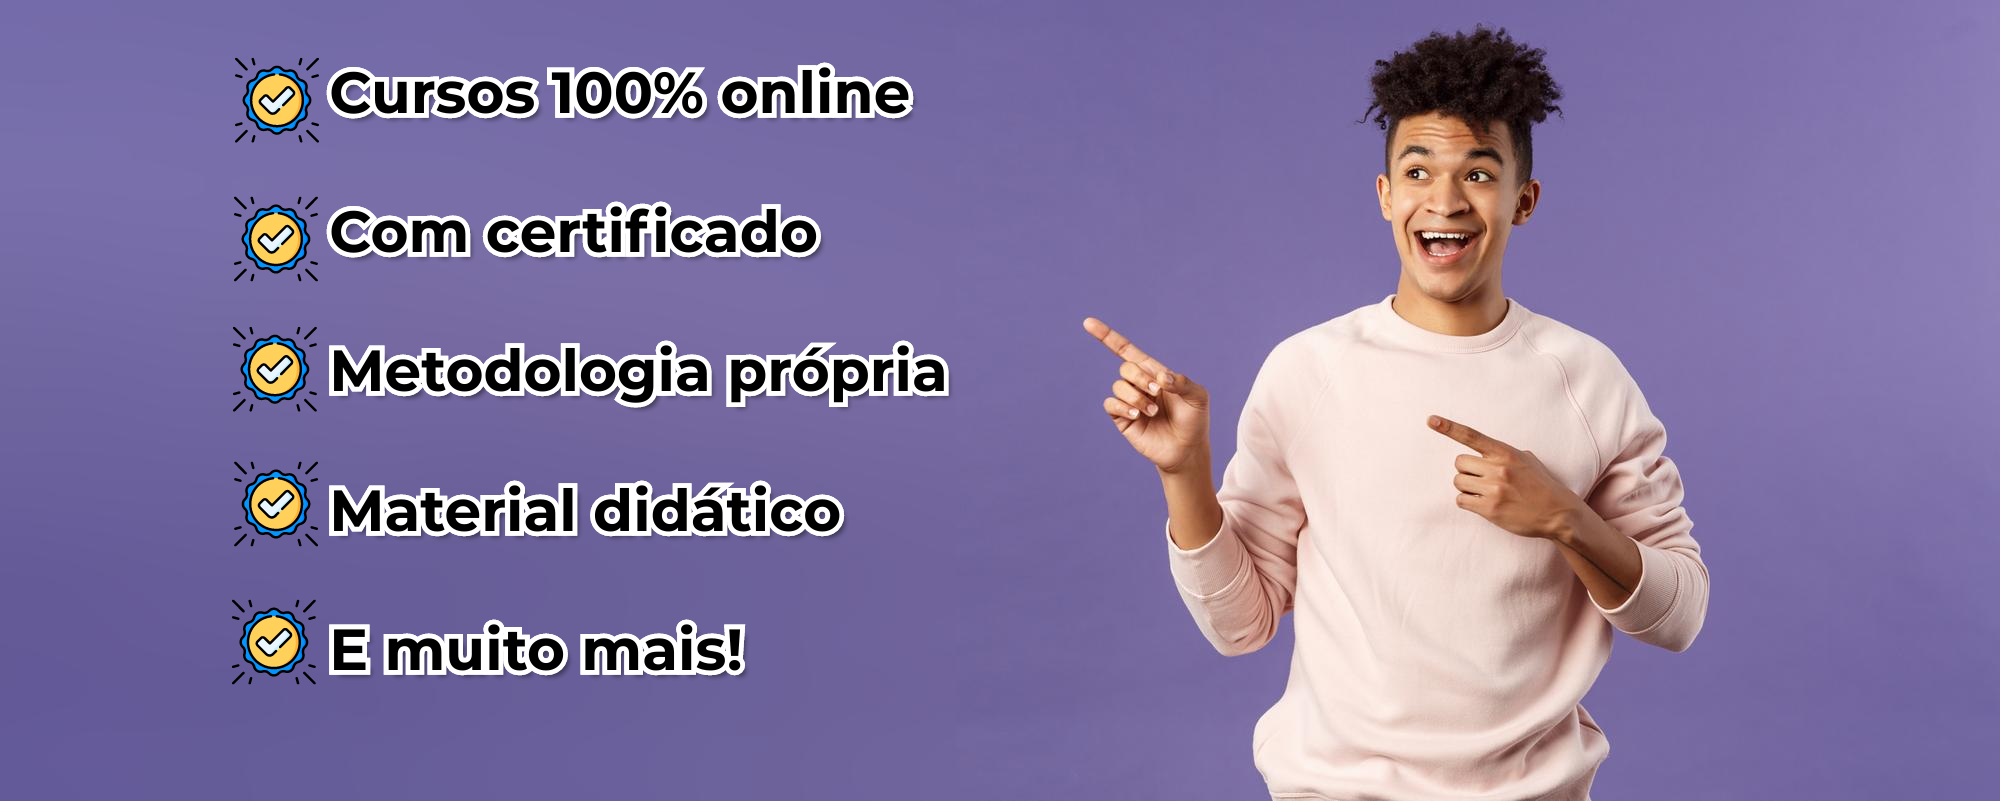 Cursos 100% online
Com certificado
Metodologia própria
Material didático
E muito mais!